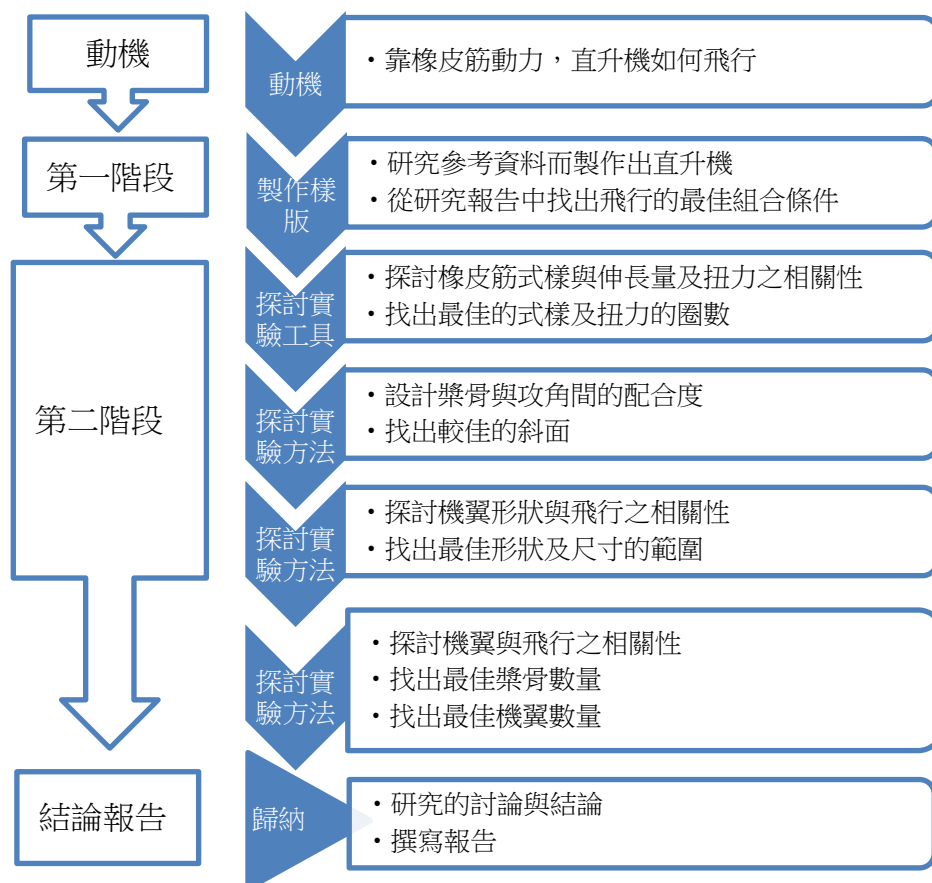 動機
動機
・靠橡皮筋動力，直升機如何飛行
第一階段
製作樣
版
・研究參考資料而製作出直升機
・從研究報告中找出飛行的最佳組合條件
第二階段
探討實
驗工具
・探討橡皮筋式樣與伸長量及扭力之相關性
・找出最佳的式樣及扭力的圈數
探討實
驗方法
・設計槳骨與攻角間的配合度
・找出較佳的斜面
探討實
驗方法
・探討機翼形狀與飛行之相關性
・找出最佳形狀及尺寸的範圍
探討實
驗方法
・探討機翼與飛行之相關性
・找出最佳槳骨數量
・找出最佳機翼數量
結論報告
歸納
・研究的討論與結論
・撰寫報告